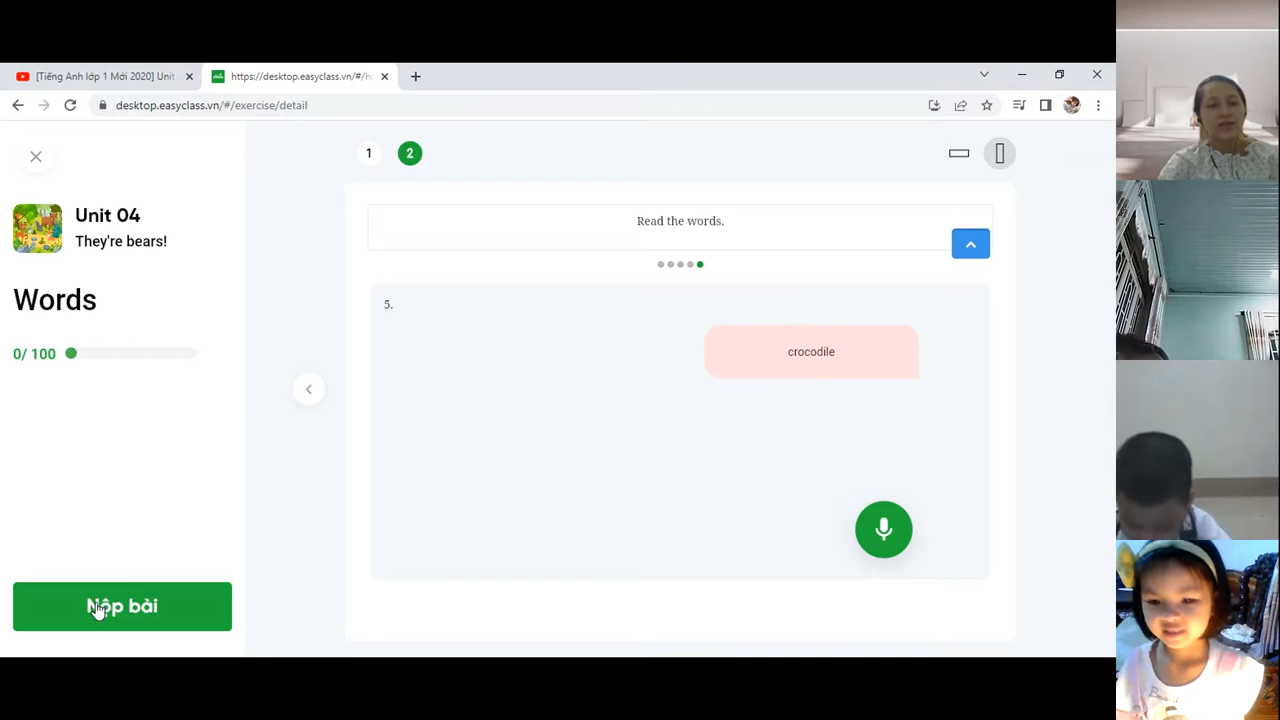 [Tiếng Anh lớp 1 Mới 2020] Unit
https://desktop.easyclass.vn/#/h
desktop.easyclass.vn/#/exercise/detail
1
2
Unit 04
They're bears!
Read the words.
Words
5.
0/ 100
crocodile
Nộp bài